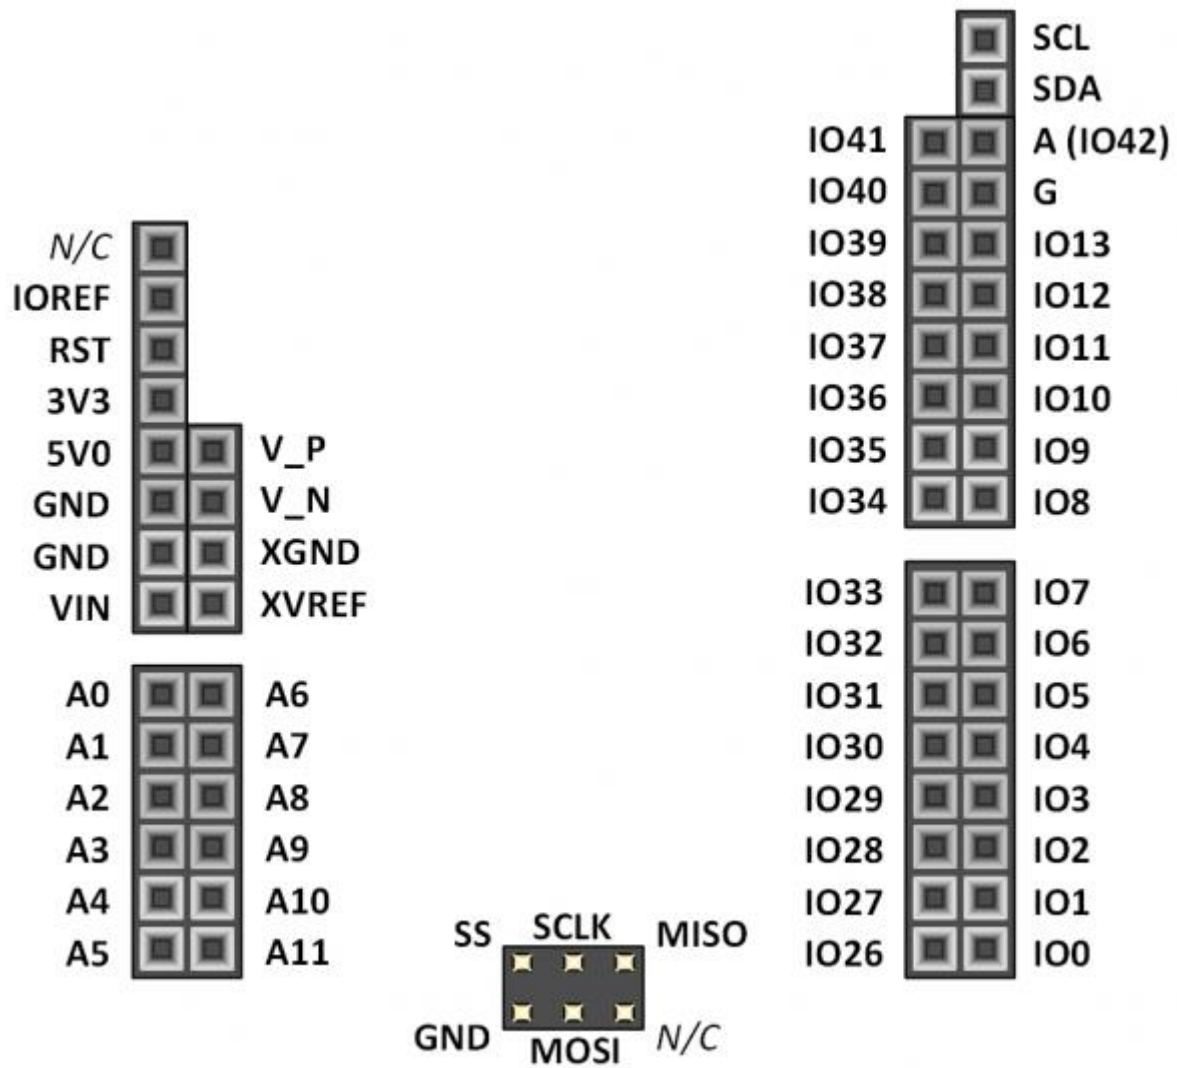 SCL
SDA
IO41 A (IO42)
IO40 G
N/C IO39 IO13
IOREF IO38 IO12
RST IO37 IO11
3V3 IO36 IO10
5V0 V_P IO35 IO9
GND V_N IO34 IO8
GND XGND
VIN XVREF IO33 IO7
IO32 IO6
A0 A6 IO31 IO5
A1 A7 IO30 IO4
A2 A8 IO29 IO3
A3 A9 IO28 IO2
A4 A10 IO27 IO1
SS SCLK MISO
A5 A11 IO26 IO0
GND MOSI N/C